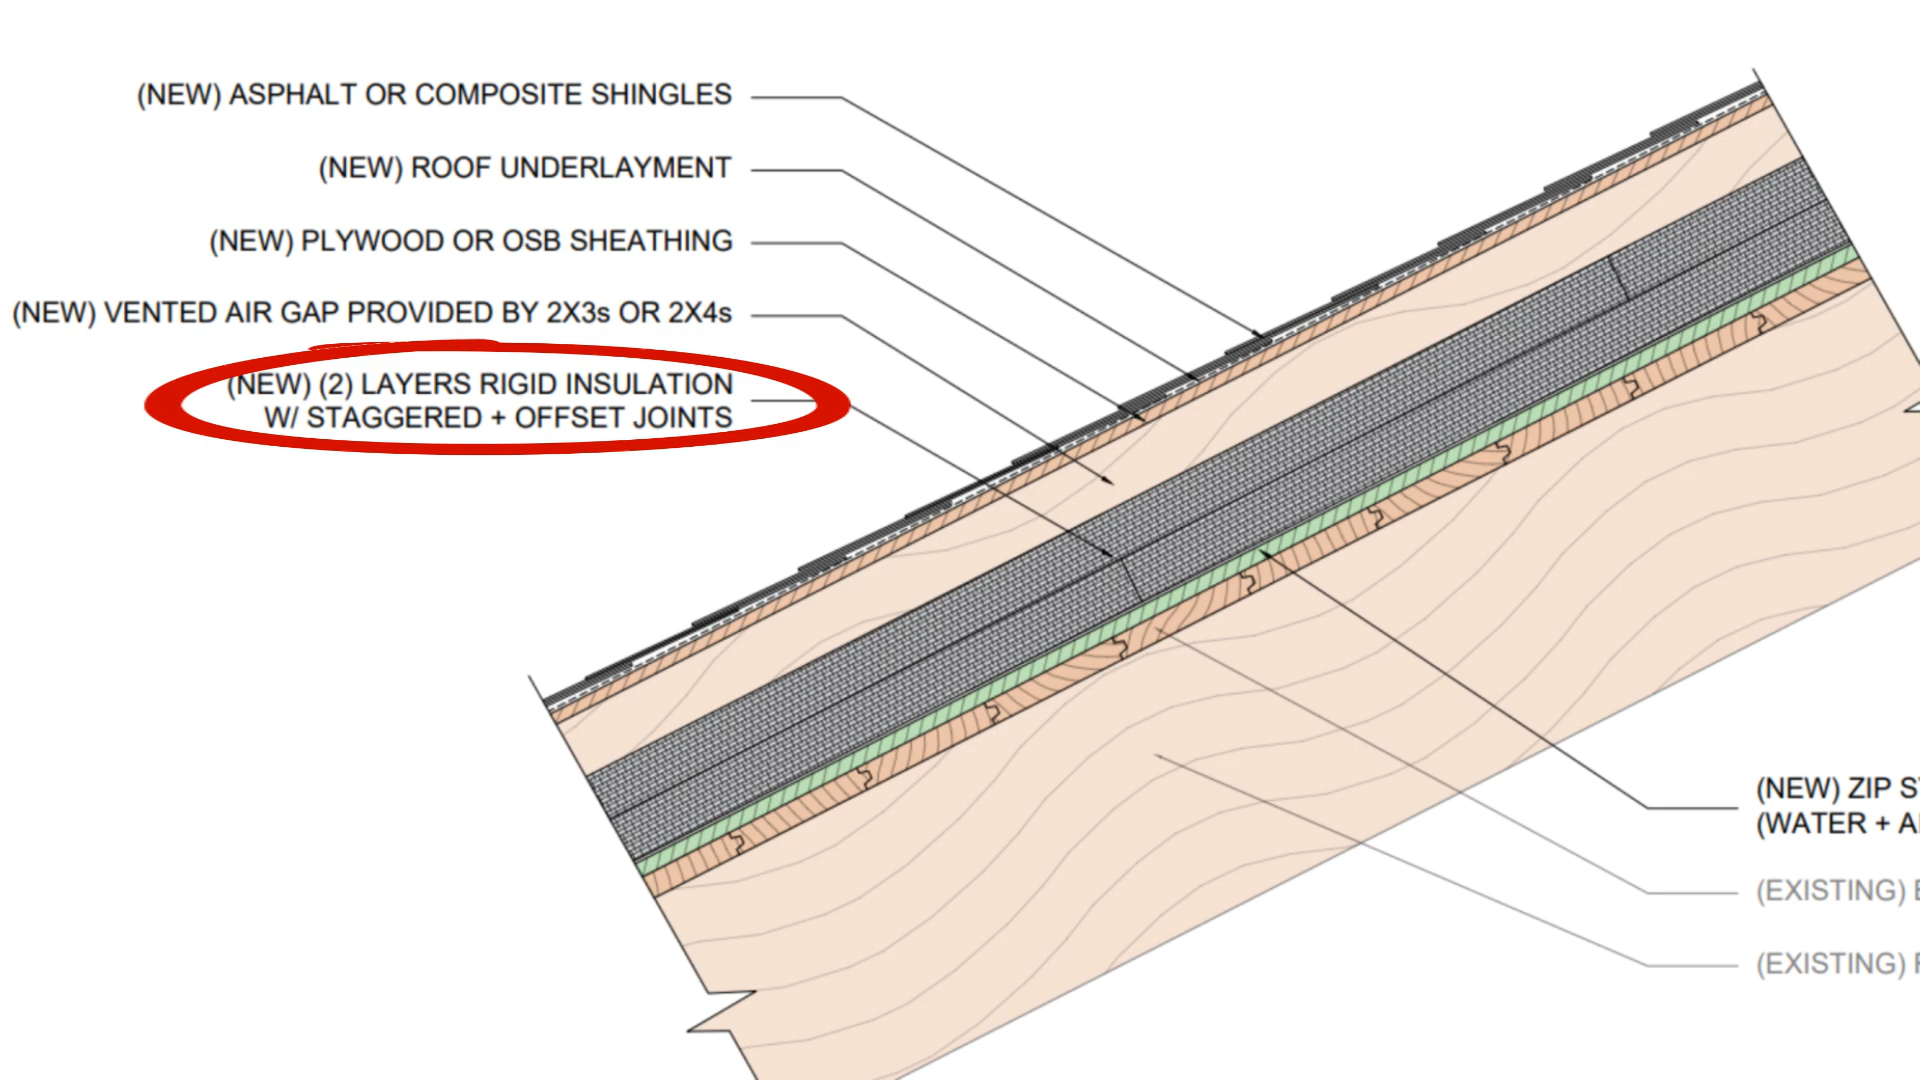 (NEW) ASPHALT OR COMPOSITE SHINGLES
(NEW) ROOF UNDERLAYMENT
(NEW) PLYWOOD OR OSB SHEATHING
(NEW) VENTED AIR GAP PROVIDED BY 2X3s OR 2X4s
(NEW) (2) LAYERS RIGID INSULATION
W/ STAGGERED + OFFSET JOINTS
(NEW) ZIP
(WATER +
(EXISTING)
(EXISTING)